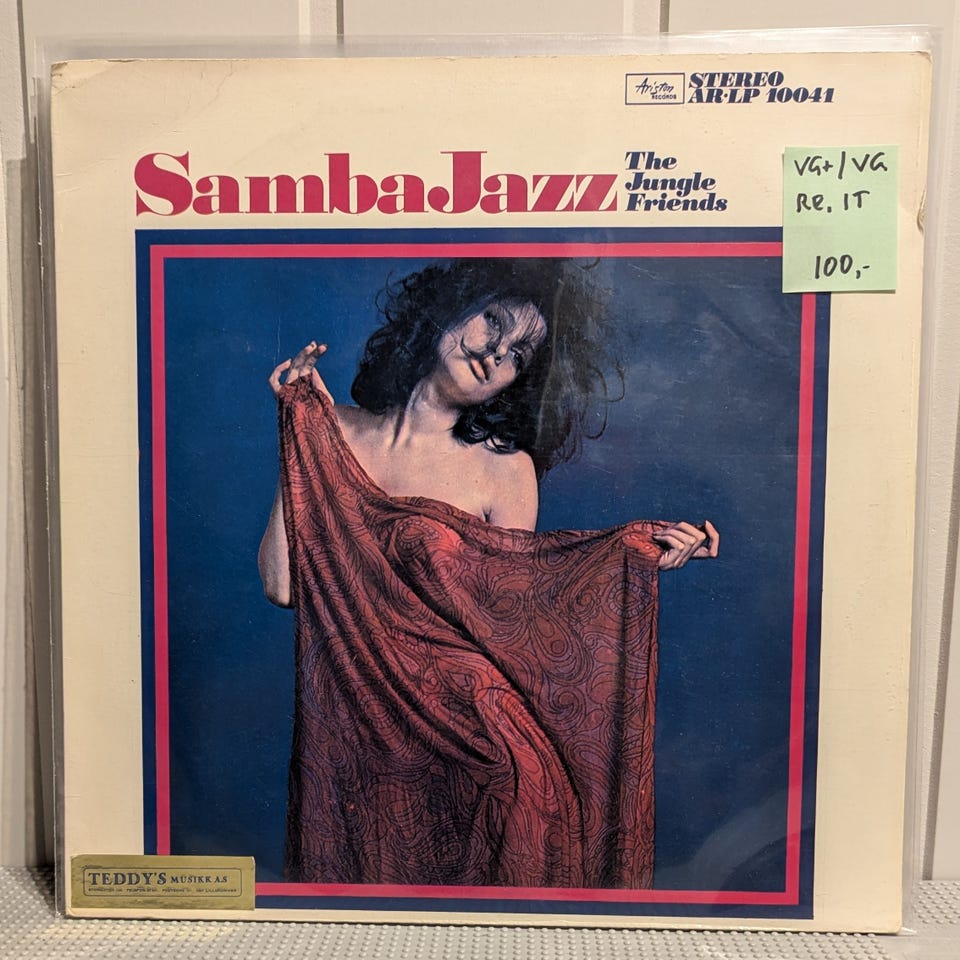 Ariston
RECORDS
STEREO
AR·LP 10041
SambaJazz
The
Jungle
Friends
VG+/VG
Re. IT
100,-
TEDDY'S MUSIKK A.S